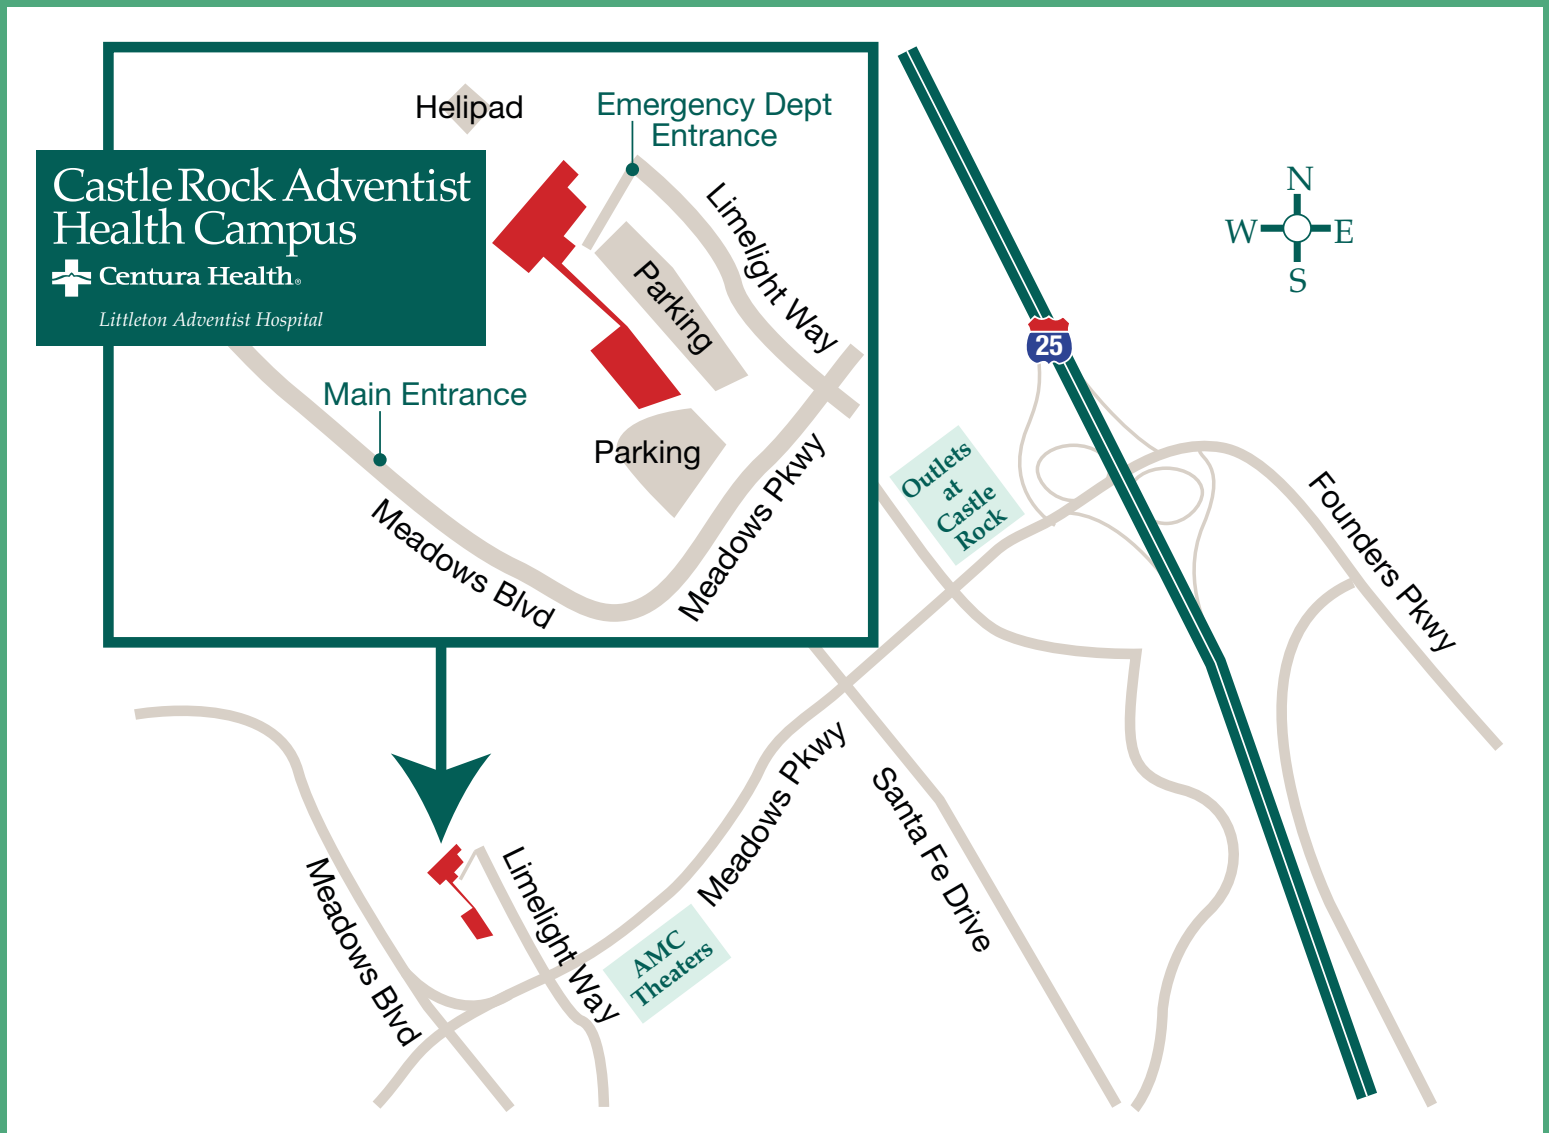 Helipad
Emergency Dept
Entrance
Castle Rock Adventist
Health Campus
Centura Health®
Littleton Adventist Hospital
Limelight Way
Parking
Main Entrance
Parking
Meadows Blvd
Meadows Pkwy
N
W E
S
25
Outlets
at
Castle
Rock
Founders Pkwy
Meadows Pkwy
Santa Fe Drive
Limelight Way
Meadows Blvd
AMC
Theaters